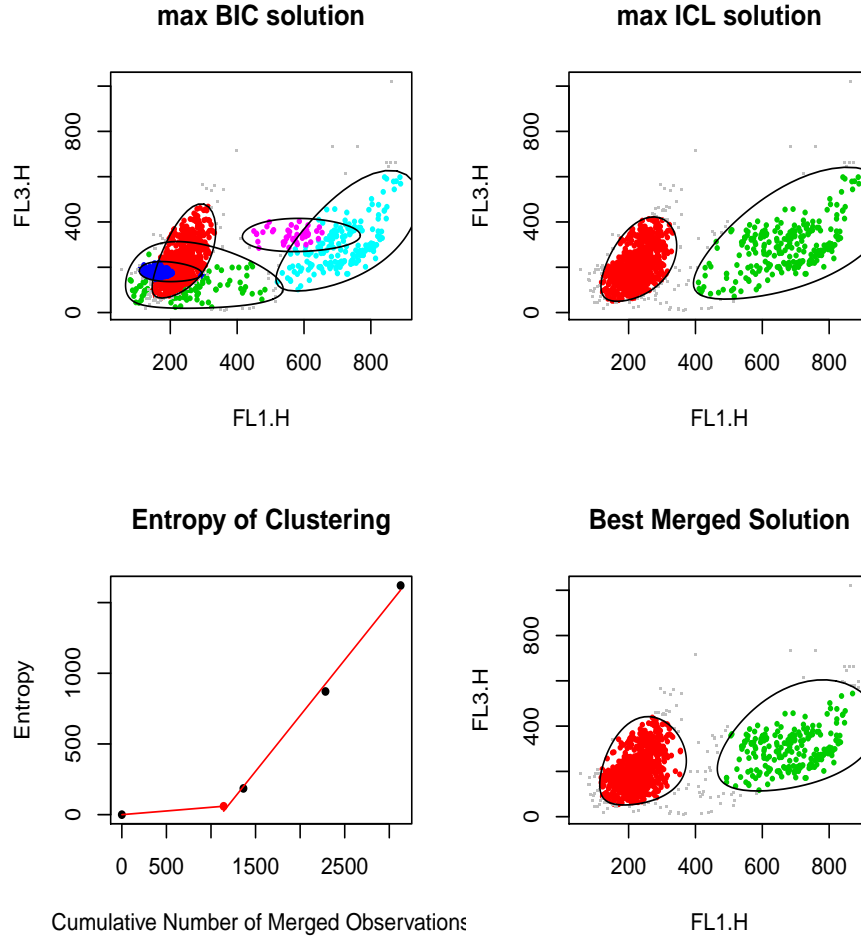 max BIC solution
FL3.H
0
400
800
200
400
600
800
FL1.H
max ICL solution
FL3.H
0
400
800
200
400
600
800
FL1.H
Entropy of Clustering
Entropy
0
500
1000
0
500
1500
2500
Cumulative Number of Merged Observations
Best Merged Solution
FL3.H
0
400
800
200
400
600
800
FL1.H